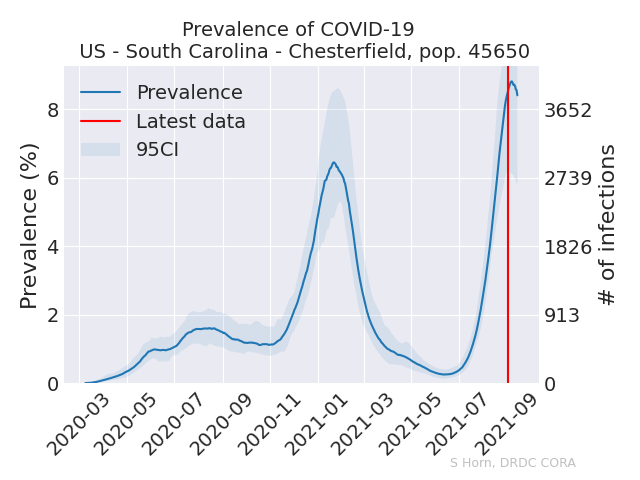 Prevalence of COVID-19
US - South Carolina - Chesterfield, pop. 45650
Prevalence
Latest data
95CI
Prevalence (%)
8
6
4
2
0
3652
2739
1826
913
0
# of infections
2020-03
2020-05
2020-07
2020-09
2020-11
2021-01
2021-03
2021-05
2021-07
2021-09
S Horn, DRDC CORA